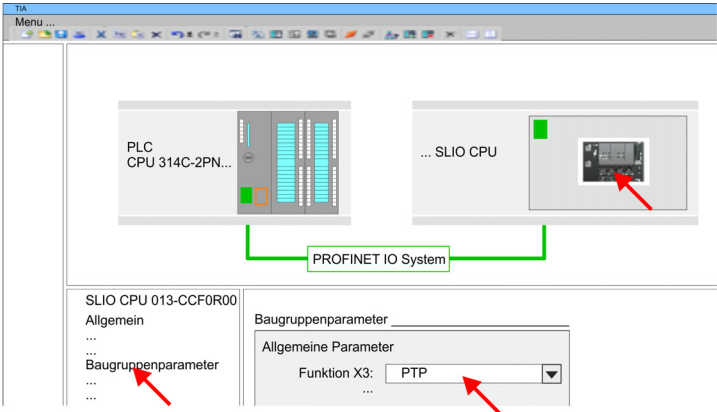 TIA
Menu ...
PLC
CPU 314C-2PN...
... SLIO CPU
PROFINET IO System
SLIO CPU 013-CCF0R00
Allgemein
...
...
Baugruppenparameter
...
...
Baugruppenparameter
Allgemeine Parameter
Funktion X3: PTP
...